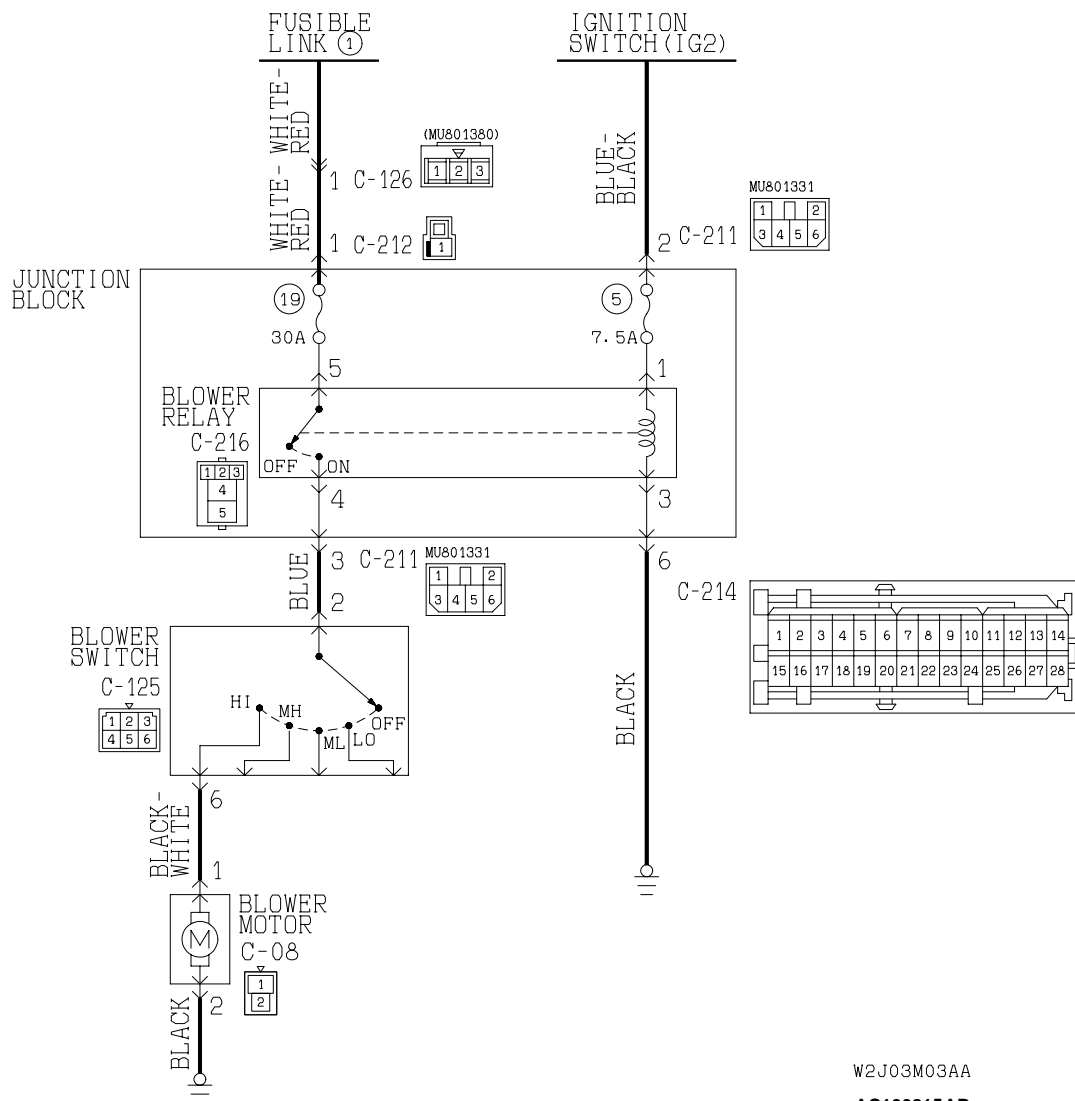 FUSIBLE
LINK ①
IGNITION
SWITCH(IG2)
WHITE-
RED
1
C-126
(MU801380)
1 2 3
BLUE-
BLACK
WHITE-
RED
1
C-212
1
2
C-211
MU801331
1 2
3 4 5 6
JUNCTION
BLOCK
19
30A
5
7.5A
5
1
BLOWER
RELAY
C-216
1 2 3
4
5
OFF
ON
4
3
BLUE
3
C-211
MU801331
1 2
3 4 5 6
2
6
C-214
1 2 3 4 5 6 7 8 9 10 11 12 13 14
15 16 17 18 19 20 21 22 23 24 25 26 27 28
BLACK
BLOWER
SWITCH
C-125
1 2 3
4 5 6
HI
MH
ML
LO
OFF
6
BLACK-
WHITE
1
BLOWER
MOTOR
C-08
1
2
M
2
BLACK
W2J03M03AA